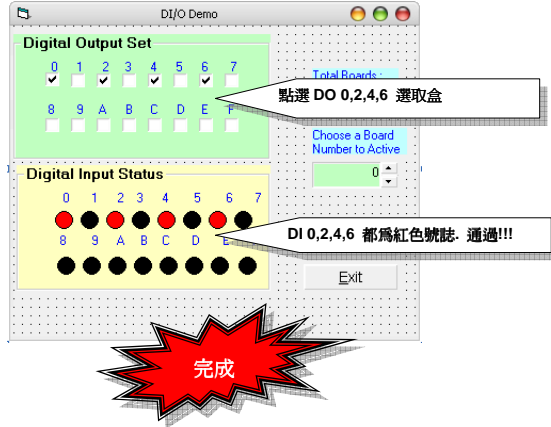 DI/O Demo
Digital Output Set
0 1 2 3 4 5 6 7
8 9 A B C D E F
Total Boards :
點選 DO 0,2,4,6 選取盒
Choose a Board
Number to Active
0
Digital Input Status
0 1 2 3 4 5 6 7
8 9 A B C D E
DI 0,2,4,6 都為紅色號誌. 通過!!!
Exit
完成